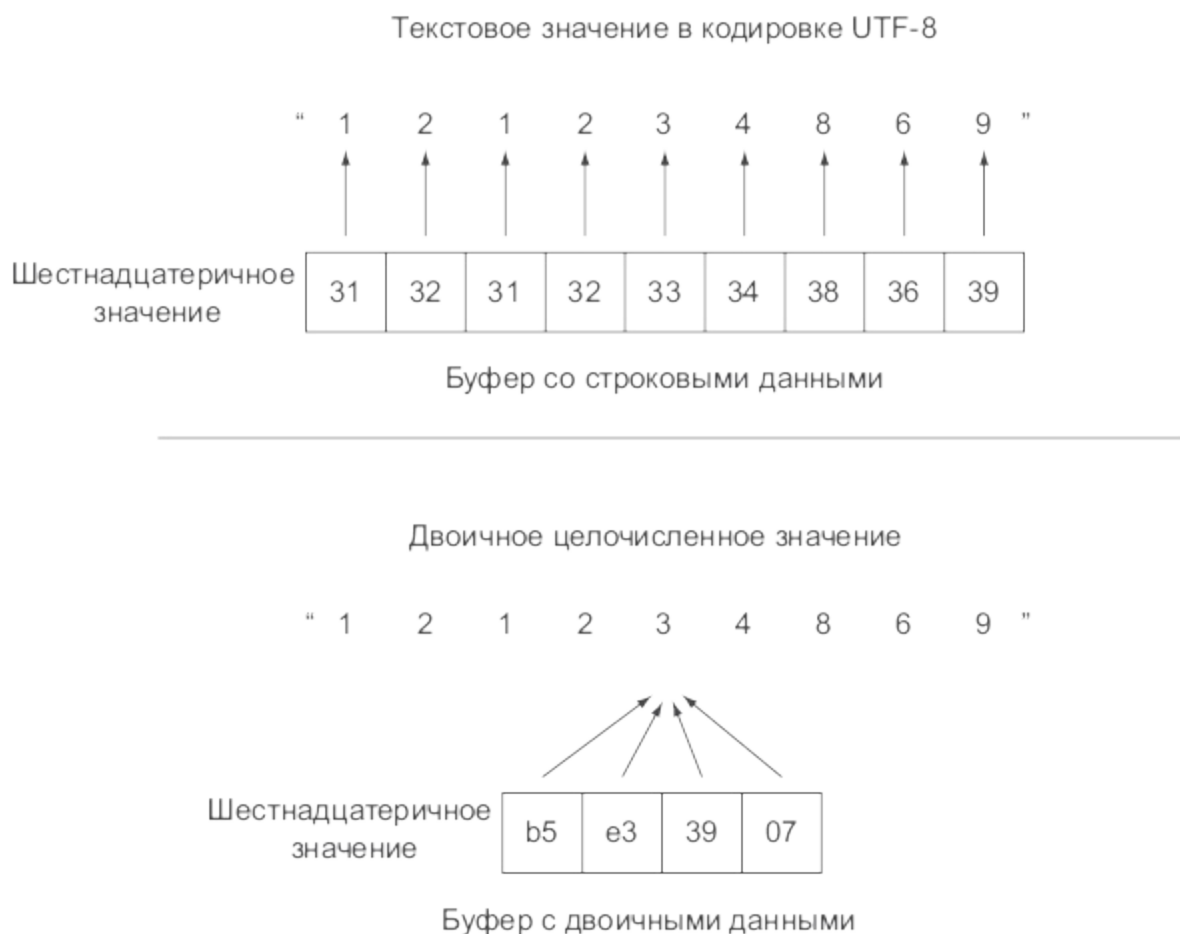 Текстовое значение в кодировке UTF-8
“ 1 2 1 2 3 4 8 6 9 ”
Шестнадцатеричное
значение
31 32 31 32 33 34 38 36 39
Буфер со строковыми данными
Двоичное целочисленное значение
“ 1 2 1 2 3 4 8 6 9 ”
Шестнадцатеричное
значение
b5 e3 39 07
Буфер с двоичными данными